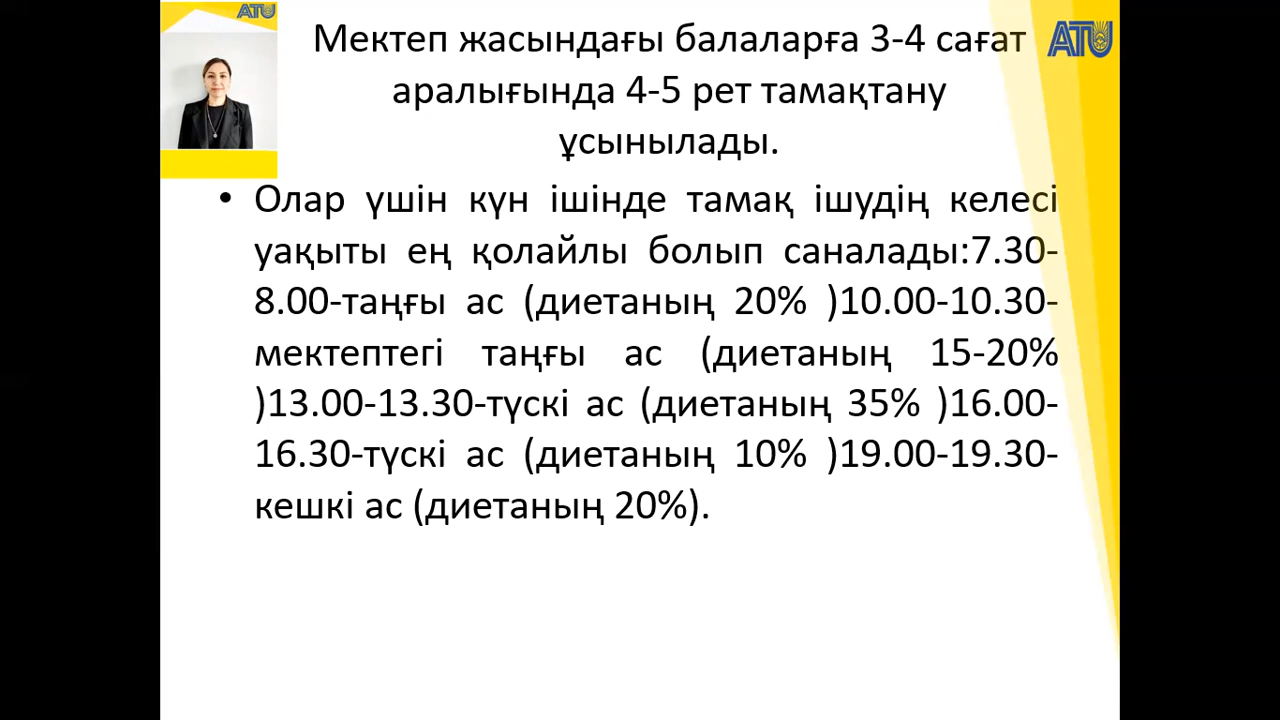 ATU
ATU
Мектеп жасындағы балаларға 3-4 сағат
аралығында 4-5 рет тамақтану
ұсынылады.
• Олар үшін күн ішінде тамақ ішудің келесі
уақыты ең қолайлы болып саналады:7.30-
8.00-таңғы ас (диетаның 20% )10.00-10.30-
мектептегі таңғы ас (диетаның 15-20%
)13.00-13.30-түскі ас (диетаның 35% )16.00-
16.30-түскі ас (диетаның 10% )19.00-19.30-
кешкі ас (диетаның 20%).